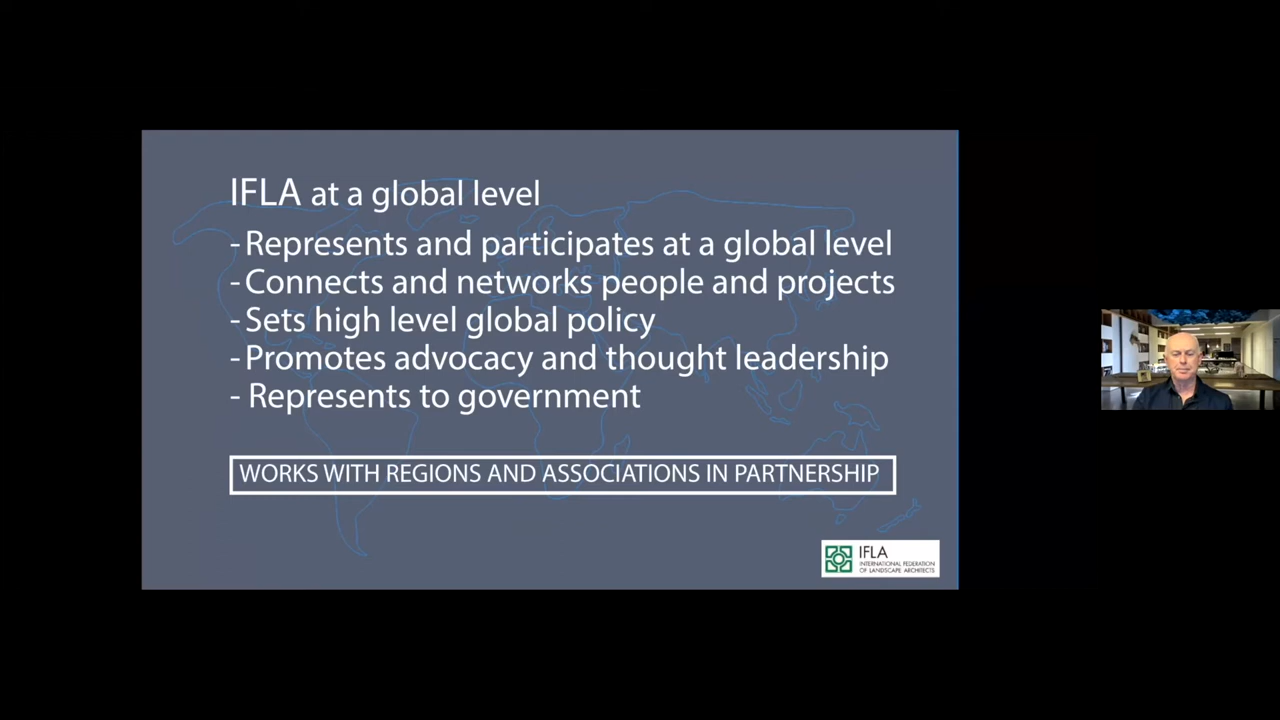 IFLA at a global level
- Represents and participates at a global level
- Connects and networks people and projects
- Sets high level global policy
- Promotes advocacy and thought leadership
- Represents to government
WORKS WITH REGIONS AND ASSOCIATIONS IN PARTNERSHIP
IFLA
INTERNATIONAL FEDERATION
OF LANDSCAPE ARCHITECTS